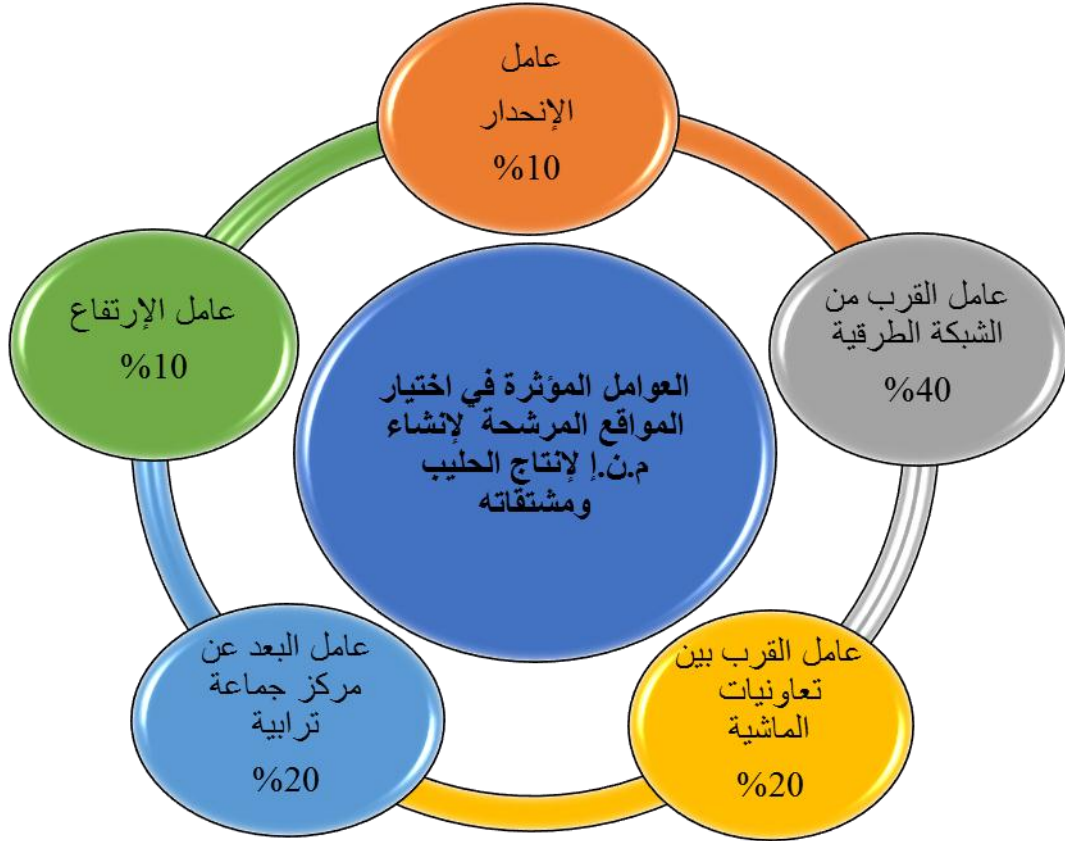 عامل
الإنحدار
%10
عامل القرب من
الشبكة الطرقية
%40
عامل القرب بين
تعاونيات
الماشية
%20
عامل البعد عن
مركز جماعة
ترابية
%20
عامل الإرتفاع
%10
العوامل المؤثرة في اختيار
المواقع المرشحة لإنشاء
م.ن.إ لإنتاج الحليب
ومشتقاته